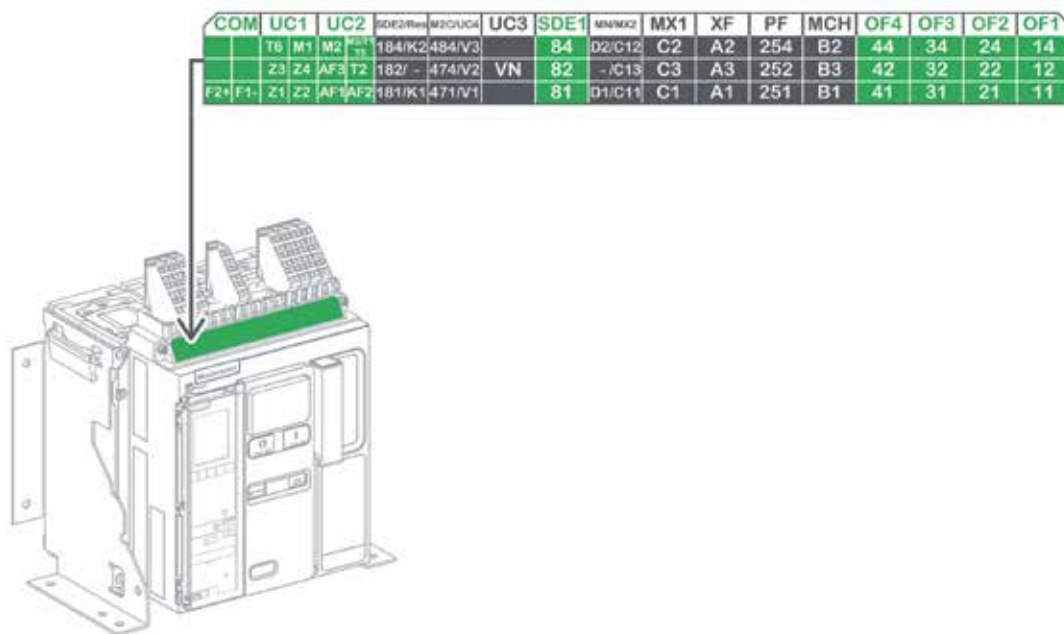 COM UC1 UC2 SDE2/Res M2C/UC4 UC3 SDE1 MN/MX2 MX1 XF PF MCH OF4 OF3 OF2 OF1
T6 M1 M2 184/K2 484/V3 84 D2/C12 C2 A2 254 B2 44 34 24 14
Z3 Z4 AF3 T2 182/ - 474/V2 VN 82 - /C13 C3 A3 252 B3 42 32 22 12
F2+ F1- Z1 Z2 AF1 AF2 181/K1 471/V1 81 D1/C11 C1 A1 251 B1 41 31 21 11